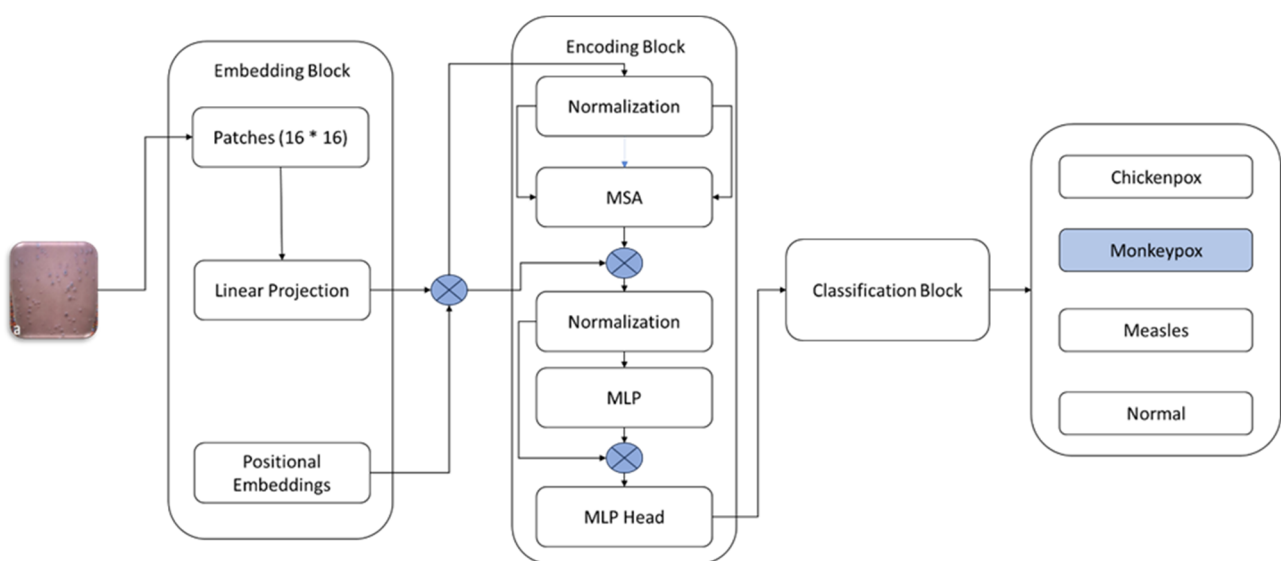 Embedding Block
Patches (16 * 16)
Linear Projection
Positional
Embeddings
a
Encoding Block
Normalization
MSA
Normalization
MLP
MLP Head
Classification Block
Chickenpox
Monkeypox
Measles
Normal